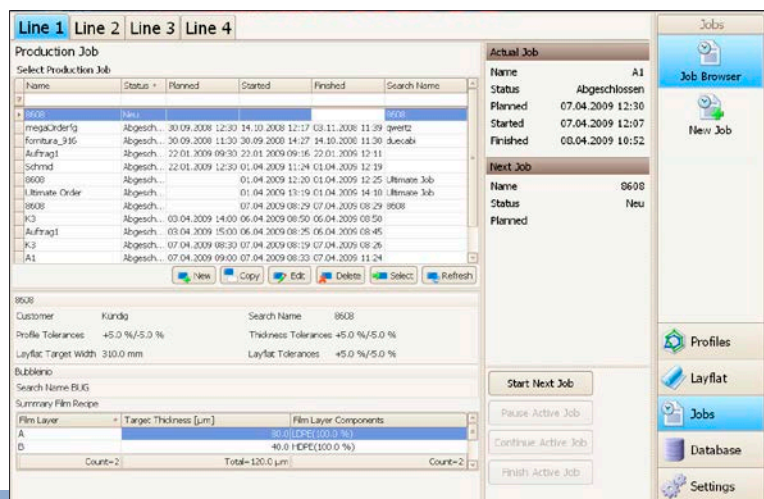 Line 1 Line 2 Line 3 Line 4
Production Job
Select Production Job
Name Status Planned Started Finished Search Name
8608 Neu 8608
megaOrderfg Abgesch... 30.09.2008 12:30 14.10.2008 12:17 03.11.2008 11:39 qwertz
fornitura_916 Abgesch... 30.09.2008 11:30 30.09.2008 14:27 14.10.2008 11:30 duecabi
Auftrag1 Abgesch... 22.01.2009 09:30 22.01.2009 09:16 22.01.2009 12:11
Schmid Abgesch... 22.01.2009 12:30 01.04.2009 11:24 01.04.2009 12:19
8608 Abgesch... 01.04.2009 12:20 01.04.2009 12:25 Ultimate Job
Ultimate Order Abgesch... 01.04.2009 13:19 01.04.2009 14:10 Ultimate Job
8608 Abgesch... 07.04.2009 08:29 07.04.2009 08:29 8608
K3 Abgesch... 03.04.2009 14:00 06.04.2009 08:50 06.04.2009 08:50
Auftrag1 Abgesch... 03.04.2009 15:00 06.04.2009 08:25 06.04.2009 08:45
K3 Abgesch... 07.04.2009 08:30 07.04.2009 08:19 07.04.2009 08:26
A1 Abgesch... 07.04.2009 09:00 07.04.2009 08:33 07.04.2009 11:24
New Copy Edit Delete Select Refresh
8608
Customer Kündig Search Name 8608
Profile Tolerances +5.0 %/-5.0 % Thickness Tolerances +5.0 %/-5.0 %
Layflat Target Width 310.0 mm Layflat Tolerances +5.0 %/-5.0 %
Bubbleinio
Search Name BUG
Summary Film Recipe
Film Layer Target Thickness [µm] Film Layer Components
A 80.0 LDPE(100.0 %)
B 40.0 HDPE(100.0 %)
Count=2 Total=120.0 µm Count=2
Actual Job
Name A1
Status Abgeschlossen
Planned 07.04.2009 12:30
Started 07.04.2009 12:07
Finished 08.04.2009 10:52
Next Job
Name 8608
Status Neu
Planned
Start Next Job
Pause Active Job
Continue Active Job
Finish Active Job
Jobs
Job Browser
New Job
Profiles
Layflat
Jobs
Database
Settings